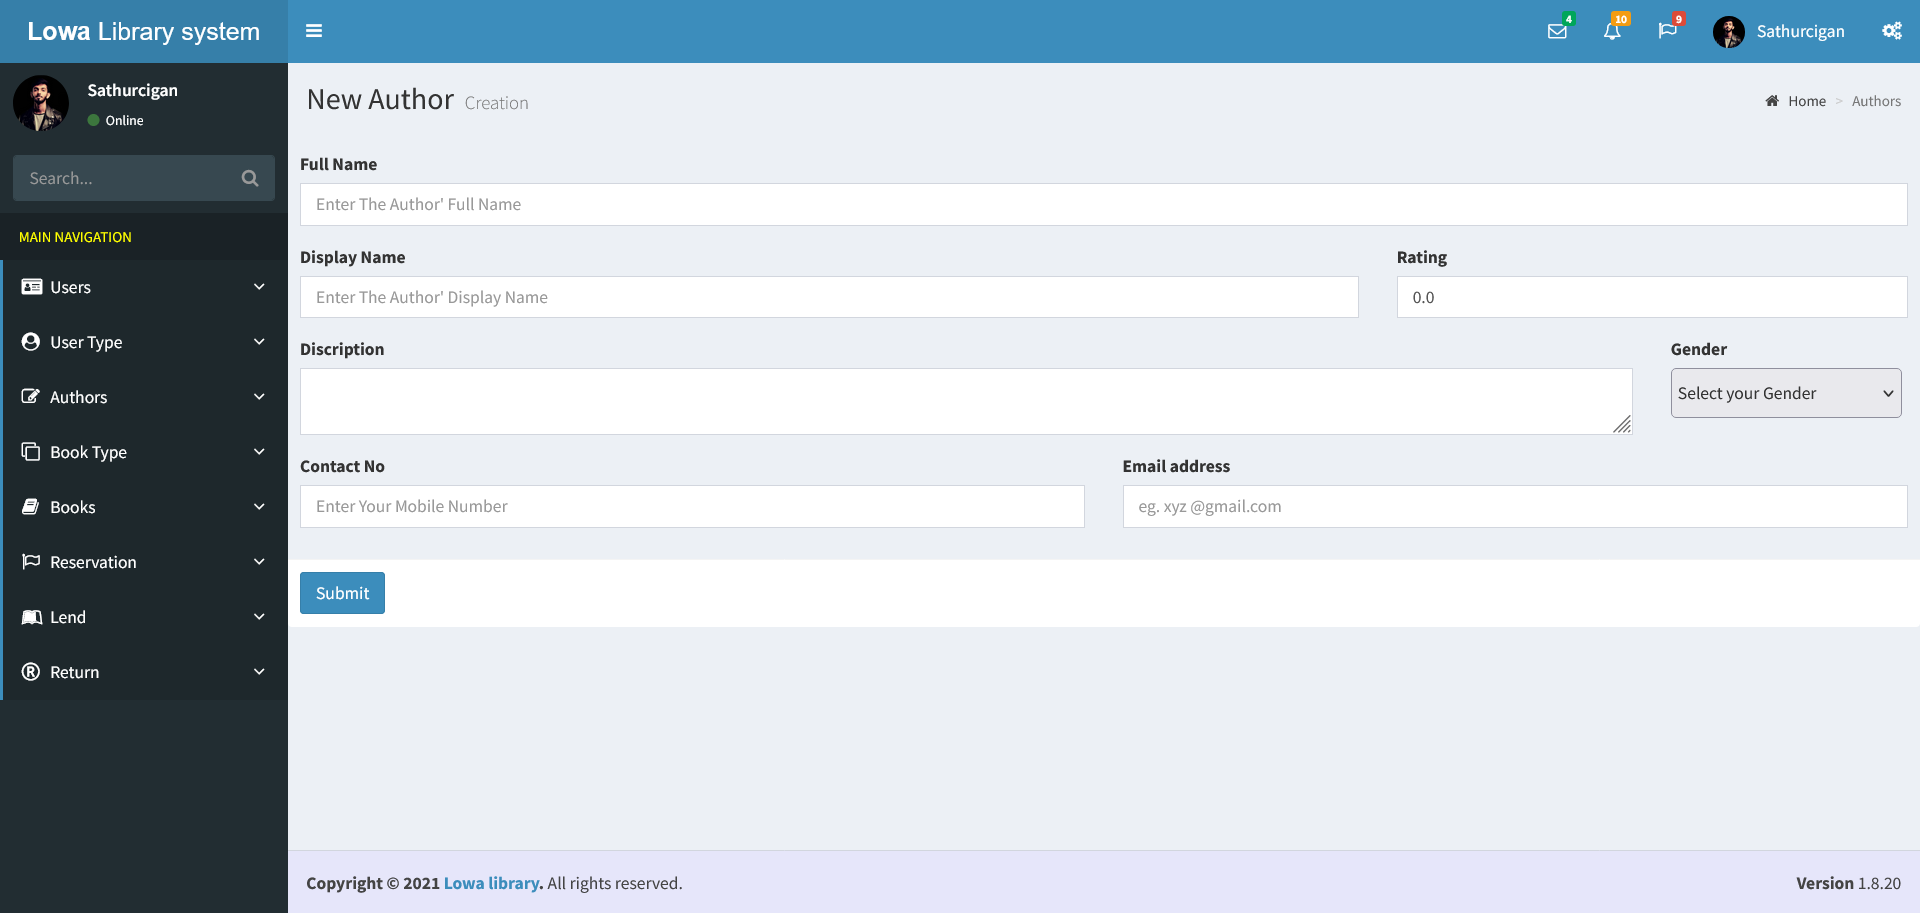 Lowa Library system
4
10
9
Sathurcigan
Sathurcigan
Online
Search...
MAIN NAVIGATION
Users
User Type
Authors
Book Type
Books
Reservation
Lend
Return
New Author Creation
Home > Authors
Full Name
Enter The Author' Full Name
Display Name
Rating
Enter The Author' Display Name
0.0
Discription
Gender
Select your Gender
Contact No
Email address
Enter Your Mobile Number
eg. xyz @gmail.com
Submit
Copyright © 2021 Lowa library. All rights reserved.
Version 1.8.20